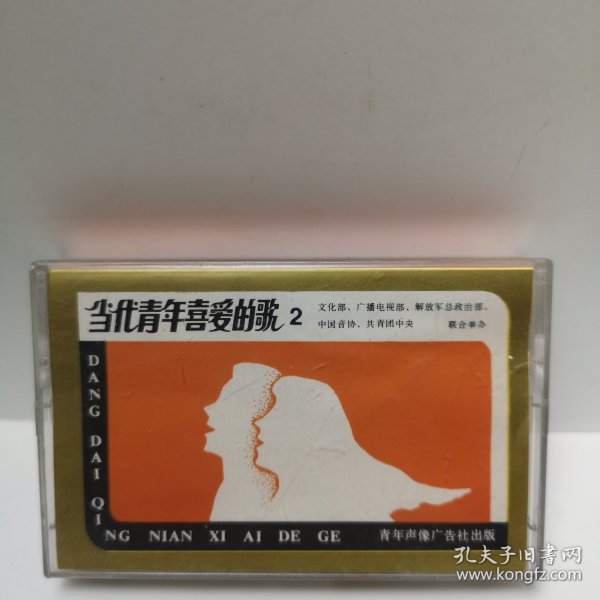 当代青年喜爱的歌 2
文化部、广播电视部、解放军总政治部、
中国音协、共青团中央 联合举办
DANG DAI QING NIAN XI AI DE GE
青年声像广告社出版
孔夫子旧书网
www.kongfz.com